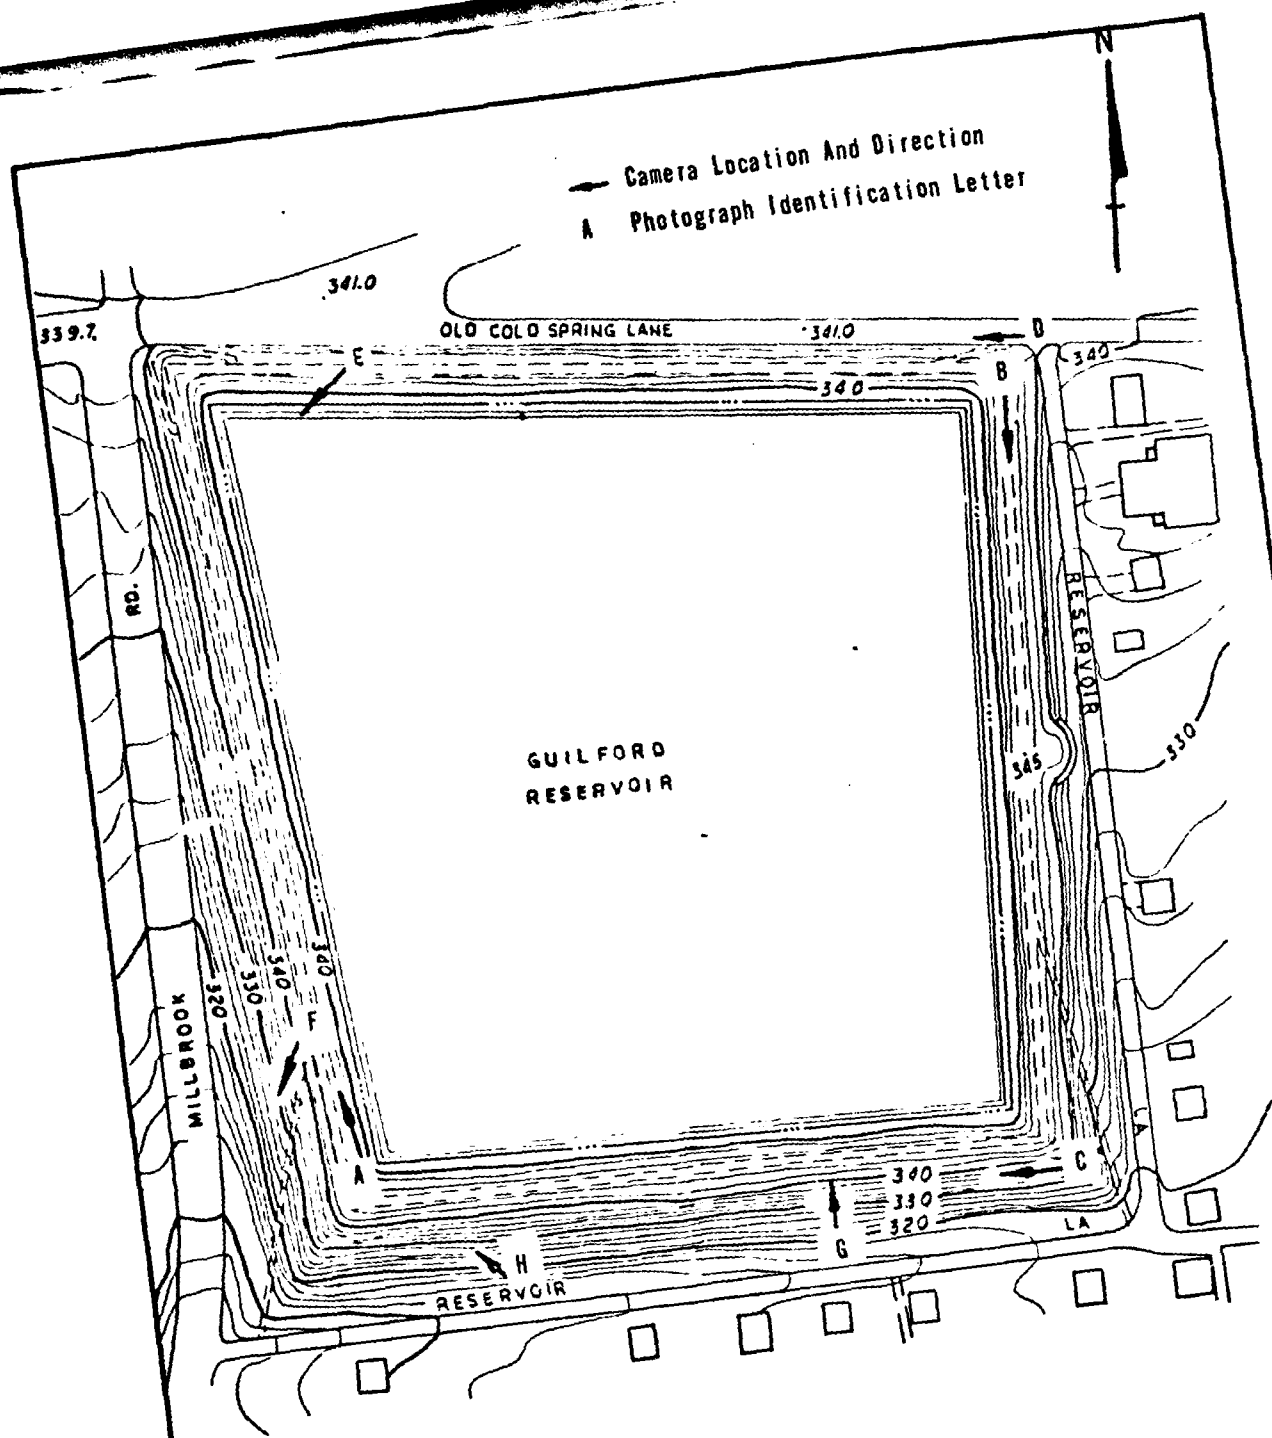 N
Camera Location And Direction
A Photograph Identification Letter
341.0
339.7
OLD COLD SPRING LANE
341.0
D
340
E
B
340
RD.
RESERVOIR
GUILFORD
RESERVOIR
345
330
340
340
330
320
F
MILLBROOK
LA
A
C
340
330
320
LA
G
H
RESERVOIR